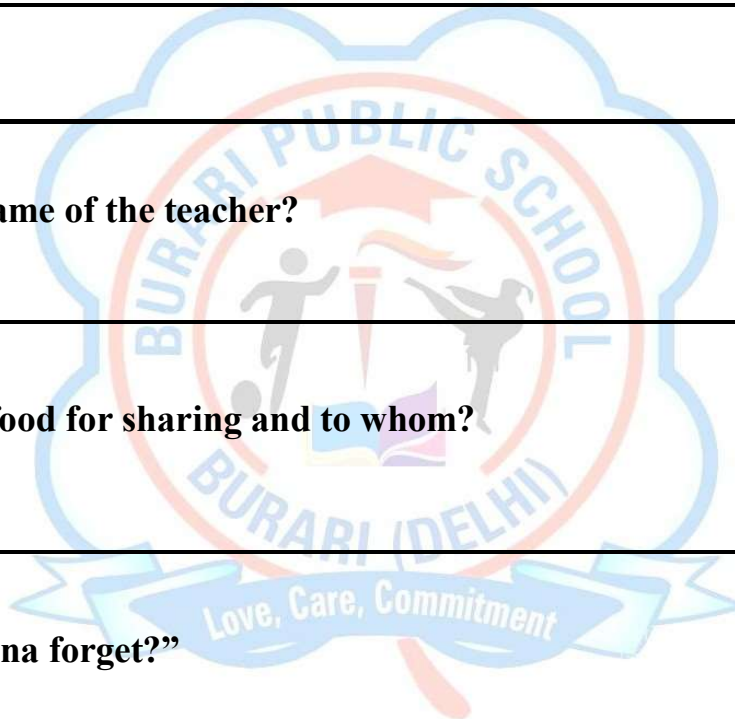 BURARI PUBLIC SCHOOL
ame of the teacher?
ood for sharing and to whom?
BURARI (DELHI)
Love, Care, Commitment
na forget?”